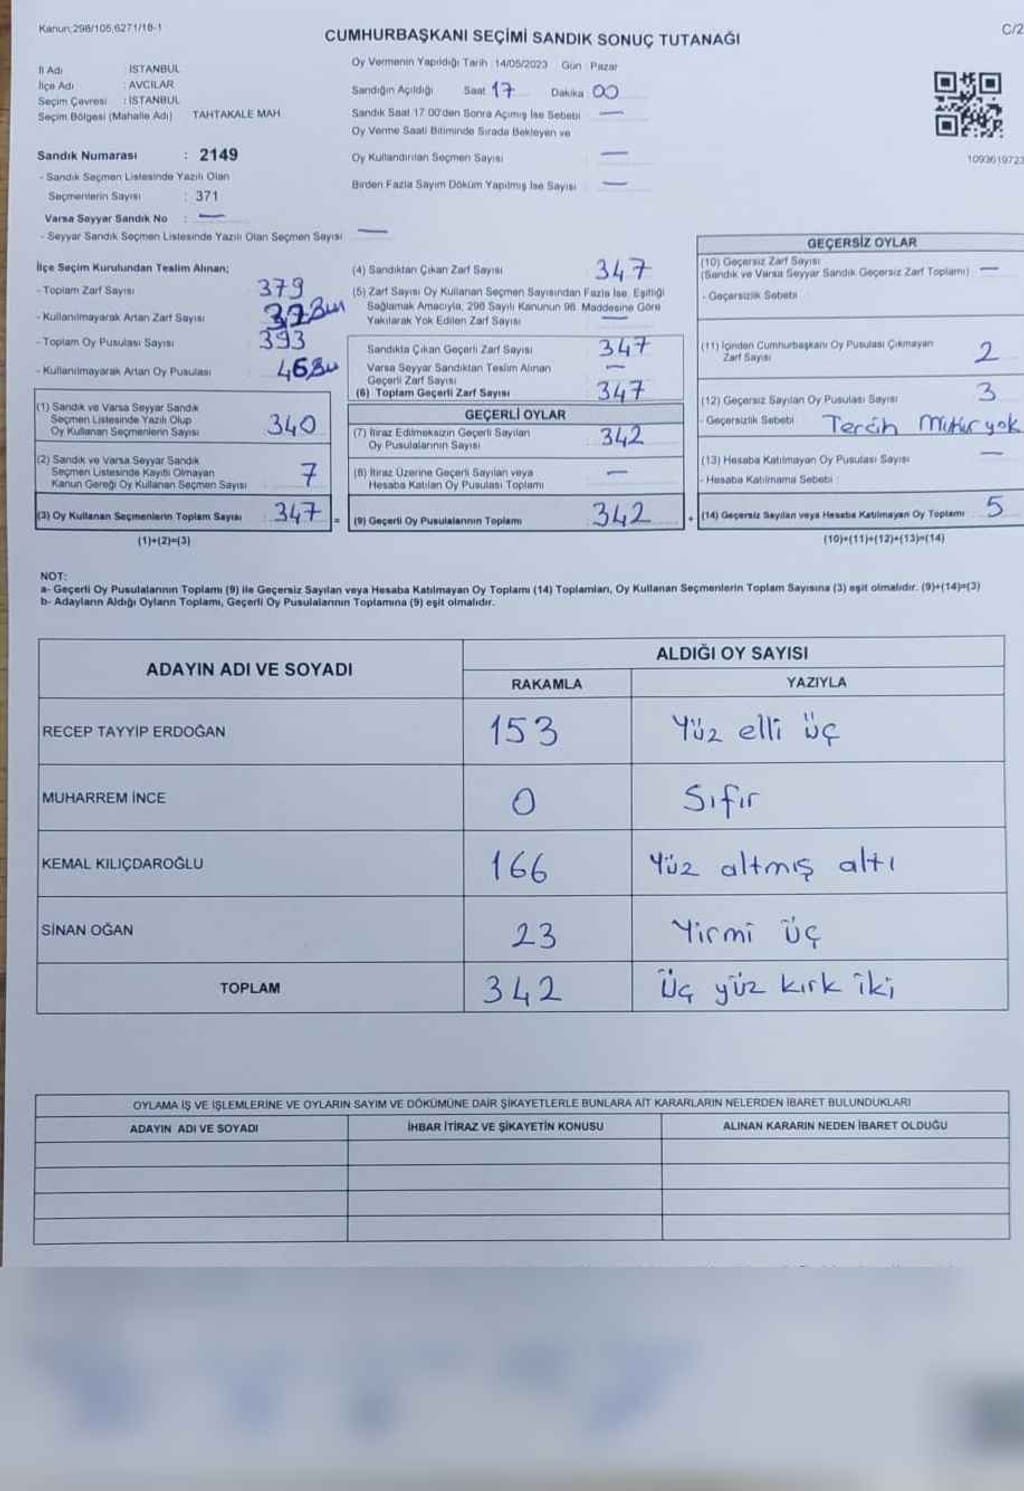 Kanun;298/105,6271/18-1
C/2
CUMHURBAŞKANI SEÇİMİ SANDIK SONUÇ TUTANAĞI
İl Adı : İSTANBUL
İlçe Adı : AVCILAR
Seçim Çevresi : İSTANBUL
Seçim Bölgesi (Mahalle Adı) TAHTAKALE MAH.
Sandık Numarası : 2149
- Sandık Seçmen Listesinde Yazılı Olan
Seçmenlerin Sayısı : 371
Varsa Seyyar Sandık No : —
- Seyyar Sandık Seçmen Listesinde Yazılı Olan Seçmen Sayısı —
Oy Vermenin Yapıldığı Tarih : 14/05/2023 Gün : Pazar
Sandığın Açıldığı Saat 17 Dakika 00
Sandık Saat 17.00'den Sonra Açımış İse Sebebi —
Oy Verme Saati Bitiminde Sırada Bekleyen ve
Oy Kullandırılan Seçmen Sayısı —
Birden Fazla Sayım Döküm Yapılmış İse Sayısı —
1093619723
İlçe Seçim Kurulundan Teslim Alınan;
- Toplam Zarf Sayısı 379
- Kullanılmayarak Artan Zarf Sayısı
- Toplam Oy Pusulası Sayısı 393
- Kullanılmayarak Artan Oy Pusulası 46
(1) Sandık ve Varsa Seyyar Sandık
Seçmen Listesinde Yazılı Olup
Oy Kullanan Seçmenlerin Sayısı 340
(2) Sandık ve Varsa Seyyar Sandık
Seçmen Listesinde Kayıtlı Olmayan
Kanun Gereği Oy Kullanan Seçmen Sayısı 7
(3) Oy Kullanan Seçmenlerin Toplam Sayısı 347 =
(1)+(2)=(3)
(4) Sandıktan Çıkan Zarf Sayısı 347
(5) Zarf Sayısı Oy Kullanan Seçmen Sayısından Fazla İse, Eşitliği
Sağlamak Amacıyla, 298 Sayılı Kanunun 98. Maddesine Göre
Yakılarak Yok Edilen Zarf Sayısı —
Sandıkta Çıkan Geçerli Zarf Sayısı 347
Varsa Seyyar Sandıktan Teslim Alınan
Geçerli Zarf Sayısı —
(6) Toplam Geçerli Zarf Sayısı 347
GEÇERLİ OYLAR
(7) İtiraz Edilmeksizin Geçerli Sayılan
Oy Pusulalarının Sayısı 342
(8) İtiraz Üzerine Geçerli Sayılan veya
Hesaba Katılan Oy Pusulası Toplamı —
(9) Geçerli Oy Pusulalarının Toplamı 342 +
GEÇERSİZ OYLAR
(10) Geçersiz Zarf Sayısı
(Sandık ve Varsa Seyyar Sandık Geçersiz Zarf Toplamı) —
- Geçersizlik Sebebi
(11) İçinden Cumhurbaşkanı Oy Pusulası Çıkmayan
Zarf Sayısı 2
(12) Geçersiz Sayılan Oy Pusulası Sayısı 3
- Geçersizlik Sebebi Tercih Mührü yok
(13) Hesaba Katılmayan Oy Pusulası Sayısı —
- Hesaba Katılmama Sebebi :
(14) Geçersiz Sayılan veya Hesaba Katılmayan Oy Toplamı 5
(10)+(11)+(12)+(13)=(14)
NOT:
a- Geçerli Oy Pusulalarının Toplamı (9) ile Geçersiz Sayılan veya Hesaba Katılmayan Oy Toplamı (14) Toplamları, Oy Kullanan Seçmenlerin Toplam Sayısına (3) eşit olmalıdır. (9)+(14)=(3)
b- Adayların Aldığı Oyların Toplamı, Geçerli Oy Pusulalarının Toplamına (9) eşit olmalıdır.
ADAYIN ADI VE SOYADI ALDIĞI OY SAYISI
RAKAMLA YAZIYLA
RECEP TAYYİP ERDOĞAN 153 Yüz elli üç
MUHARREM İNCE 0 Sıfır
KEMAL KILIÇDAROĞLU 166 Yüz altmış altı
SİNAN OĞAN 23 Yirmi üç
TOPLAM 342 Üç yüz kırk iki
OYLAMA İŞ VE İŞLEMLERİNE VE OYLARIN SAYIM VE DÖKÜMÜNE DAİR ŞİKAYETLERLE BUNLARA AİT KARARLARIN NELERDEN İBARET BULUNDUKLARI
ADAYIN ADI VE SOYADI İHBAR İTİRAZ VE ŞİKAYETİN KONUSU ALINAN KARARIN NEDEN İBARET OLDUĞU